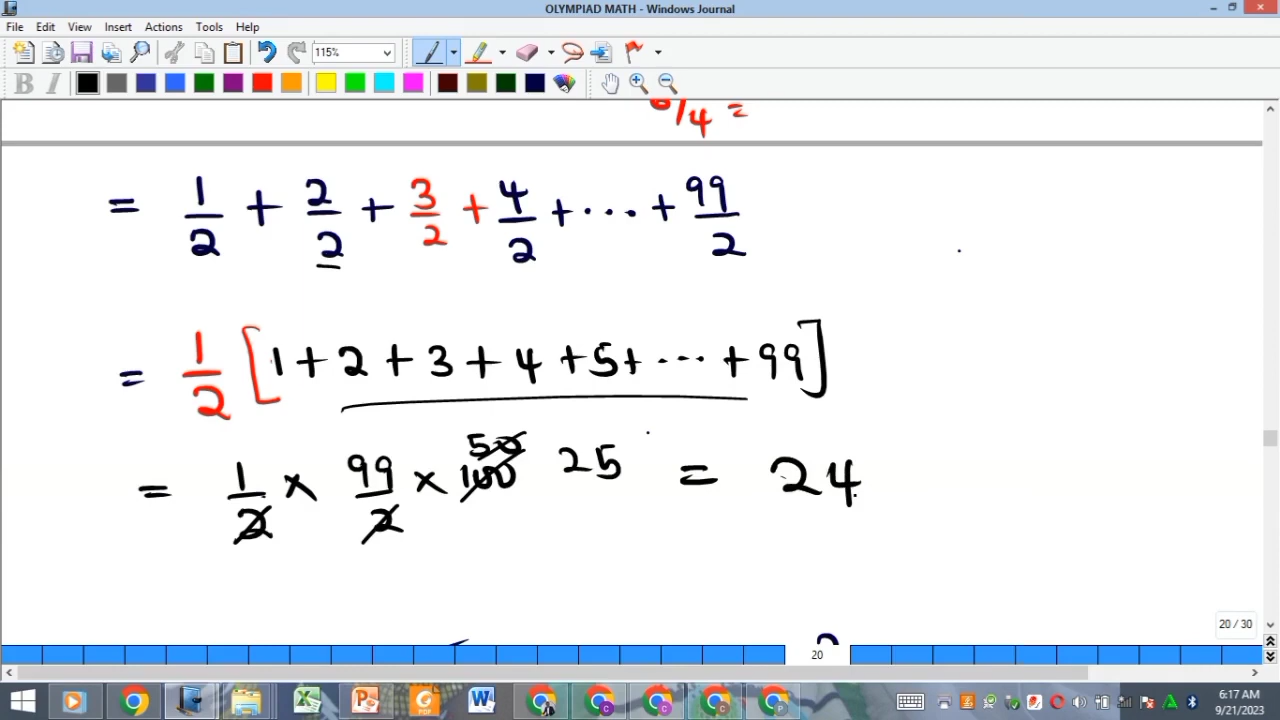 OLYMPIAD MATH - Windows Journal
File Edit View Insert Actions Tools Help
115%
B I
6/4 =
= 1/2 + 2/2 + 3/2 + 4/2 + ... + 99/2
= 1/2 [1 + 2 + 3 + 4 + 5 + ... + 99]
= 1/2 × 99/2 × 100 50 25 = 24
20 / 30
20
6:17 AM
9/21/2023